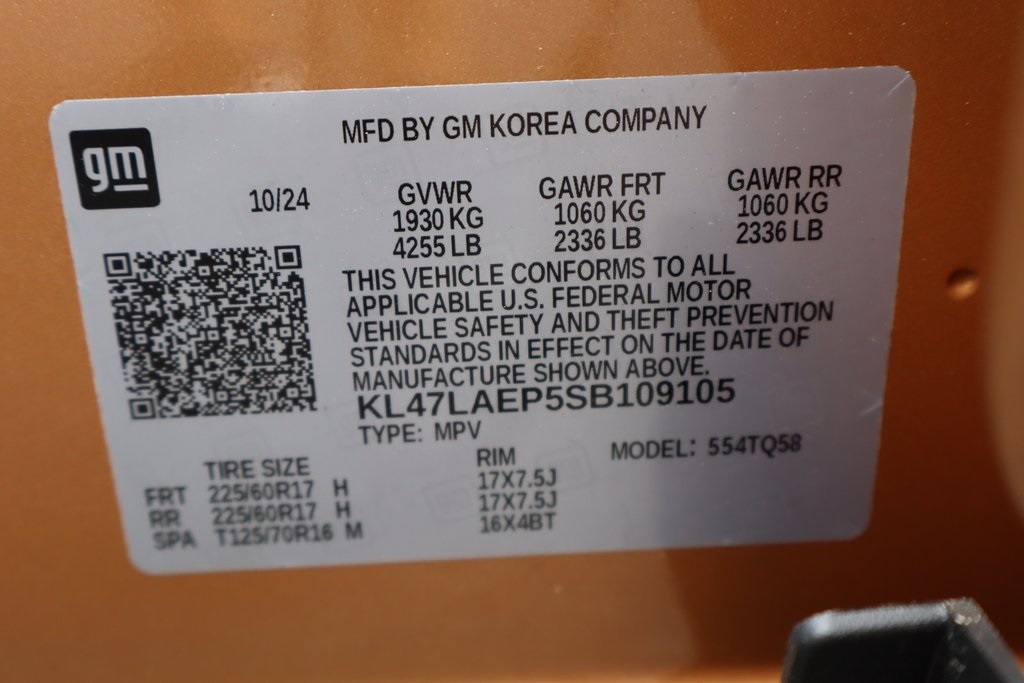 MFD BY GM KOREA COMPANY
gm
10/24
GVWR GAWR FRT GAWR RR
1930 KG 1060 KG 1060 KG
4255 LB 2336 LB 2336 LB
THIS VEHICLE CONFORMS TO ALL
APPLICABLE U.S. FEDERAL MOTOR
VEHICLE SAFETY AND THEFT PREVENTION
STANDARDS IN EFFECT ON THE DATE OF
MANUFACTURE SHOWN ABOVE.
KL47LAEP5SB109105
TYPE: MPV MODEL: 554TQ58
TIRE SIZE RIM
FRT 225/60R17 H 17X7.5J
RR 225/60R17 H 17X7.5J
SPA T125/70R16 M 16X4BT